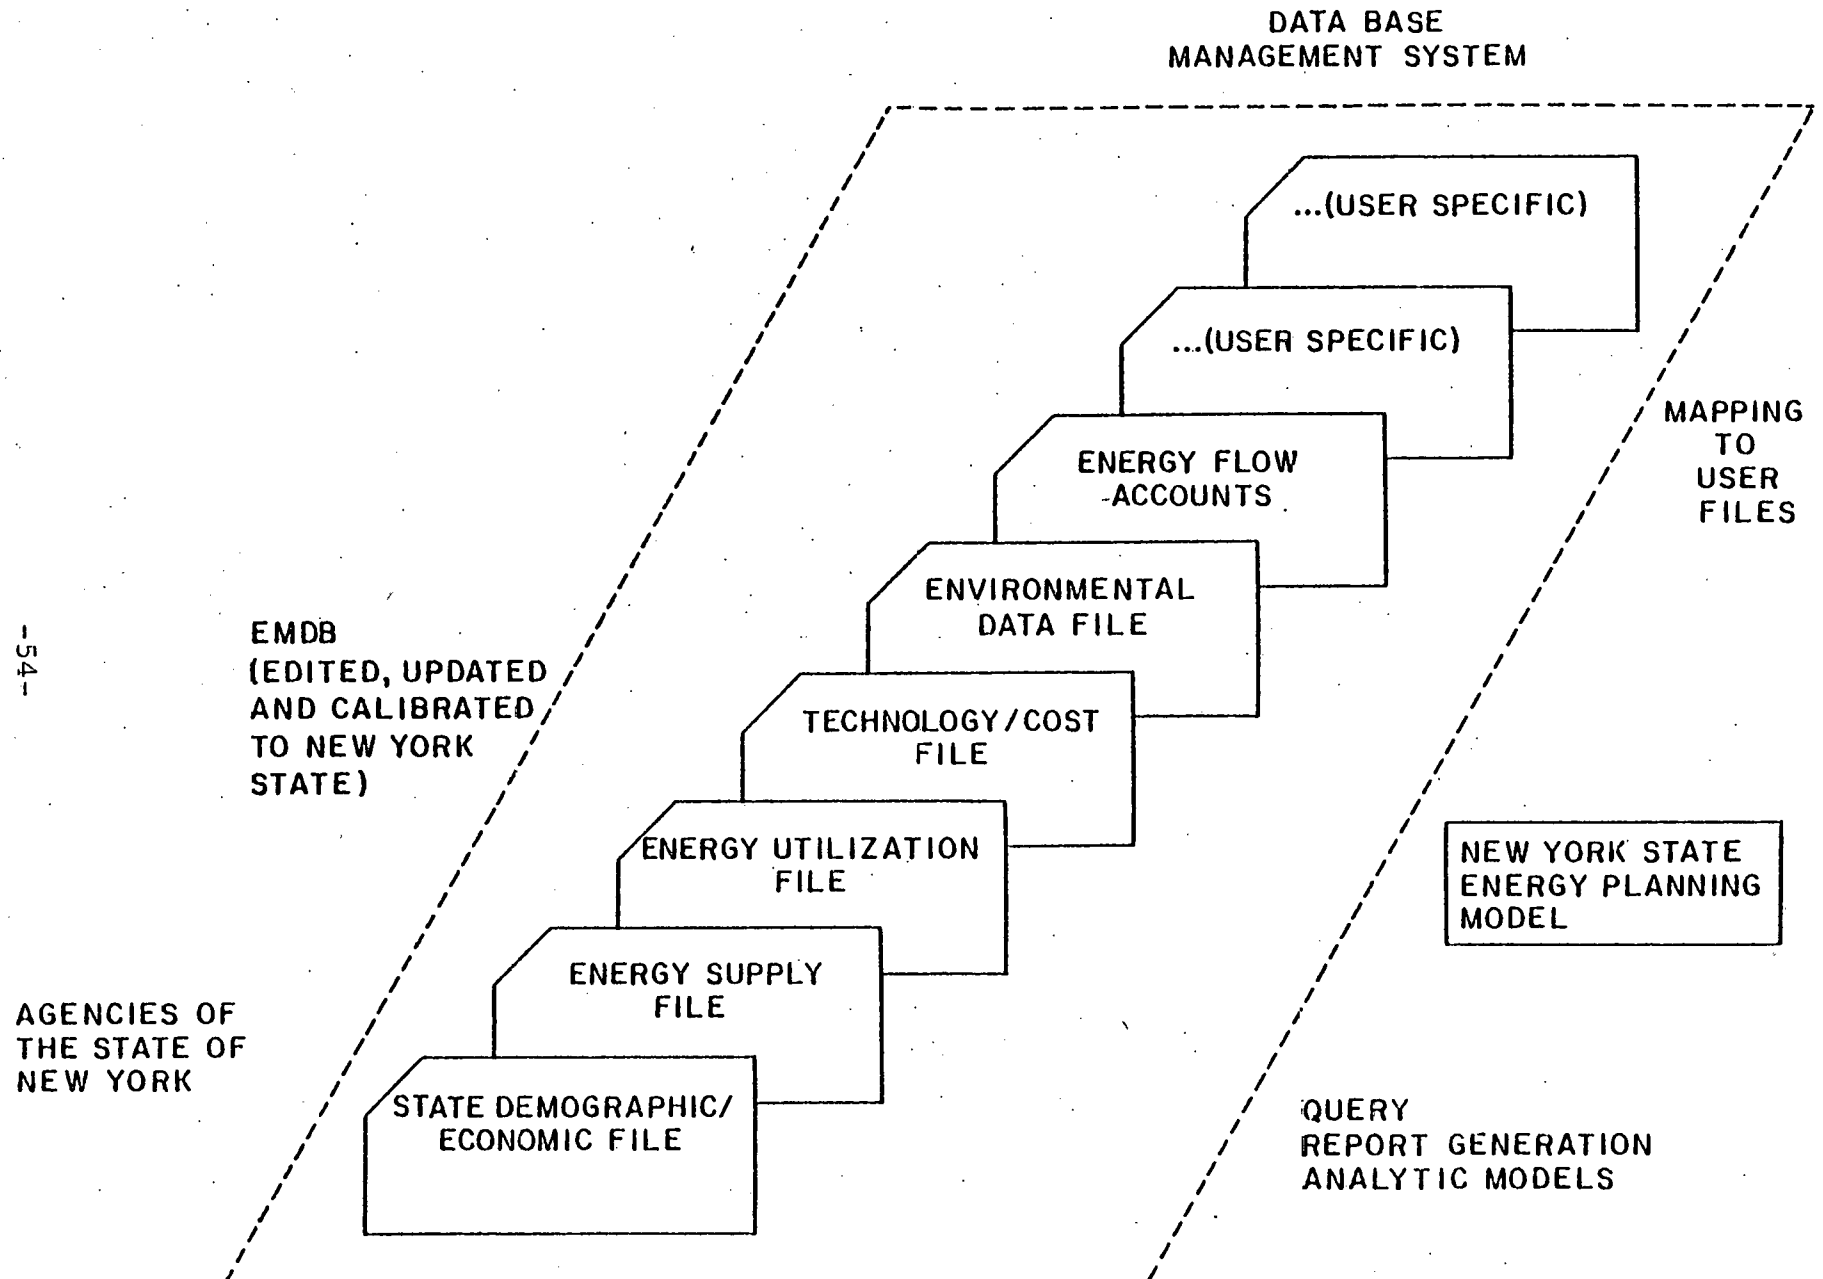 DATA BASE
MANAGEMENT SYSTEM
...(USER SPECIFIC)
...(USER SPECIFIC)
MAPPING
TO
USER
FILES
ENERGY FLOW
-ACCOUNTS
ENVIRONMENTAL
DATA FILE
EMDB
(EDITED, UPDATED
AND CALIBRATED
TO NEW YORK
STATE)
-54-
TECHNOLOGY/COST
FILE
ENERGY UTILIZATION
FILE
NEW YORK STATE
ENERGY PLANNING
MODEL
ENERGY SUPPLY
FILE
AGENCIES OF
THE STATE OF
NEW YORK
STATE DEMOGRAPHIC/
ECONOMIC FILE
QUERY
REPORT GENERATION
ANALYTIC MODELS